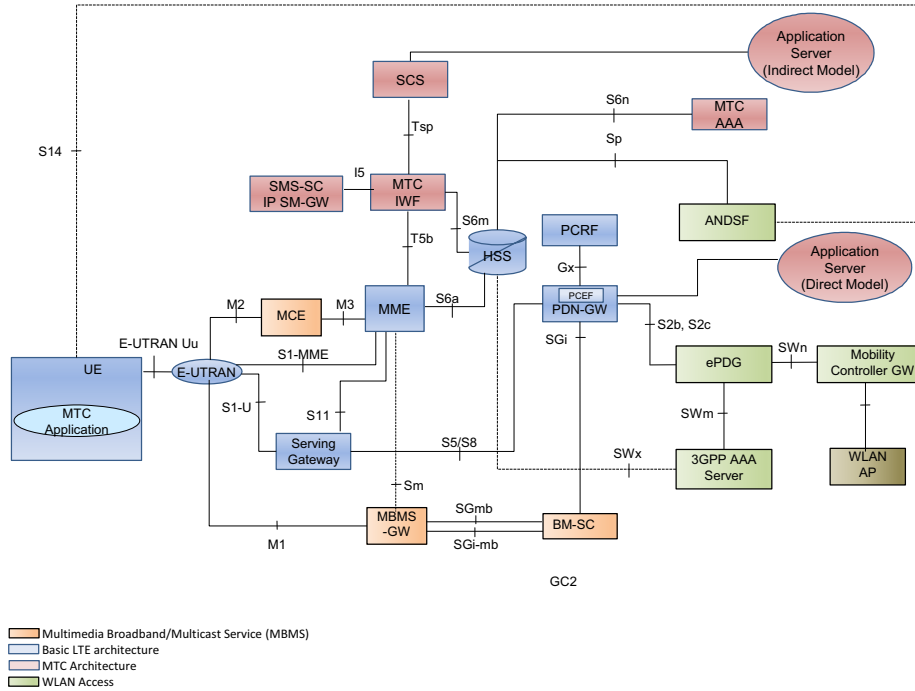 Application
Server
(Indirect Model)
SCS
S6n
MTC
AAA
Tsp
Sp
S14
I5
SMS-SC
IP SM-GW
MTC
IWF
S6m
ANDSF
PCRF
T5b
HSS
Application
Server
(Direct Model)
Gx
PCEF
PDN-GW
M2
MCE
M3
MME
S6a
S2b, S2c
SGi
E-UTRAN Uu
UE
S1-MME
E-UTRAN
ePDG
SWn
Mobility
Controller GW
MTC
Application
S1-U
S11
SWm
Serving
Gateway
S5/S8
SWx
3GPP AAA
Server
WLAN
AP
Sm
SGmb
MBMS
-GW
BM-SC
M1
SGi-mb
GC2
Multimedia Broadband/Multicast Service (MBMS)
Basic LTE architecture
MTC Architecture
WLAN Access